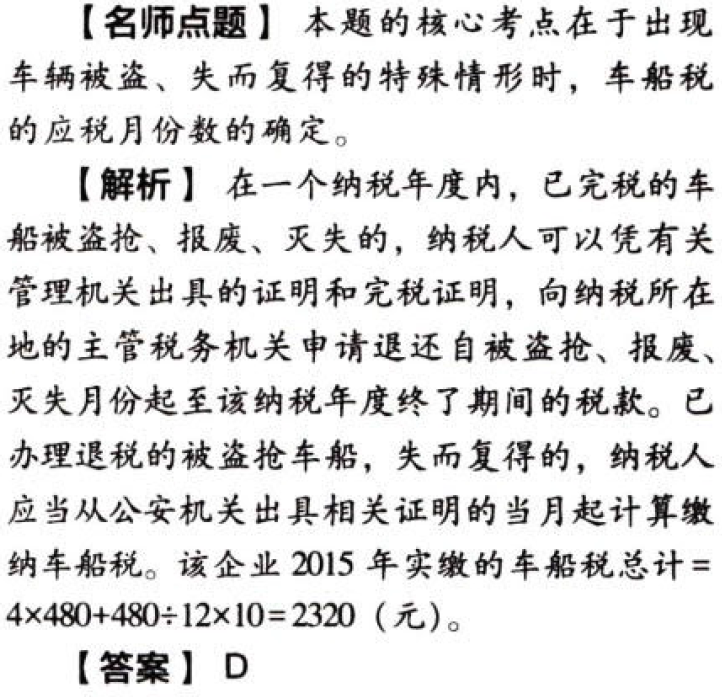 【名师点题】 本题的核心考点在于出现
车辆被盗、失而复得的特殊情形时，车船税
的应税月份数的确定。
【解析】 在一个纳税年度内，已完税的车
船被盗抢、报废、灭失的，纳税人可以凭有关
管理机关出具的证明和完税证明，向纳税所在
地的主管税务机关申请退还自被盗抢、报废、
灭失月份起至该纳税年度终了期间的税款。已
办理退税的被盗抢车船，失而复得的，纳税人
应当从公安机关出具相关证明的当月起计算缴
纳车船税。该企业 2015 年实缴的车船税总计＝
4×480+480÷12×10＝2320（元）。
【答案】 D